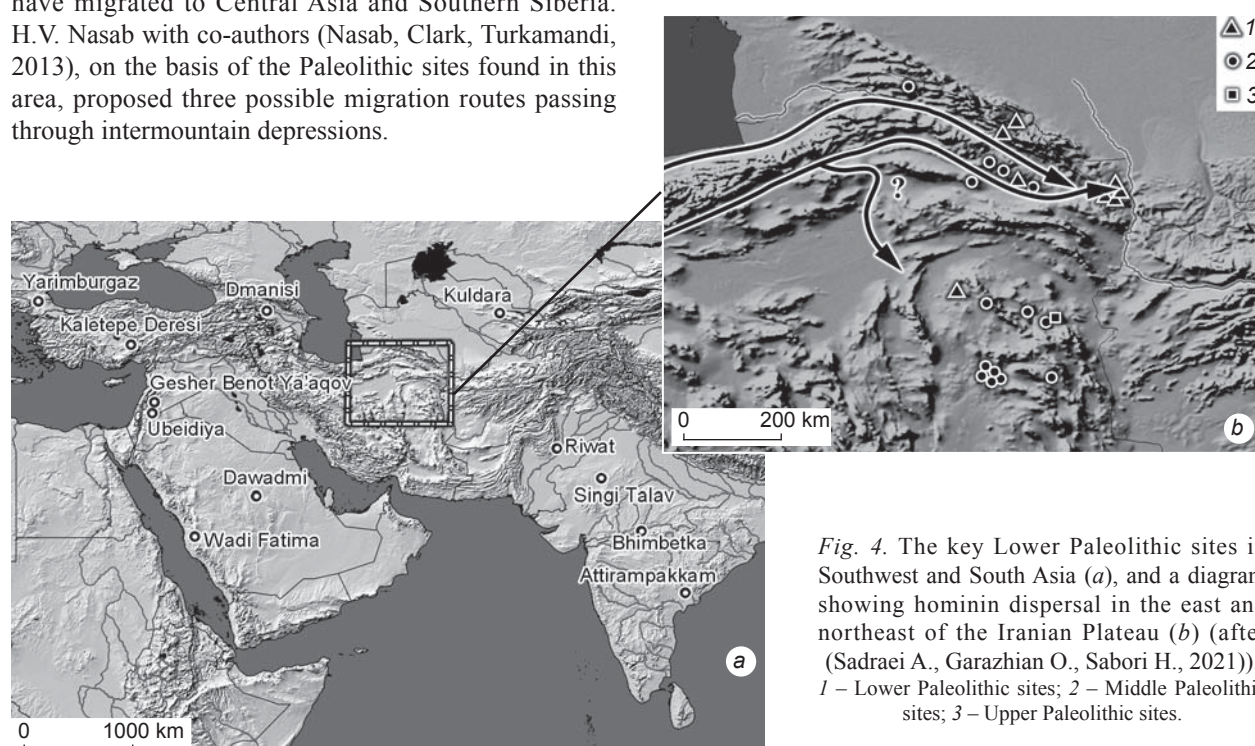 have migrated to Central Asia and Southern Siberia.
H.V. Nasab with co-authors (Nasab, Clark, Turkamandi,
2013), on the basis of the Paleolithic sites found in this
area, proposed three possible migration routes passing
through intermountain depressions.
1
2
3
?
0 200 km
b
Yarimburgaz
Dmanisi
Kuldara
Kaletepe Deresi
Gesher Benot Ya'aqov
Ubeidiya
Riwat
Dawadmi
Singi Talav
Wadi Fatima
Bhimbetka
Attirampakkam
a
0 1000 km
Fig. 4. The key Lower Paleolithic sites i
Southwest and South Asia (a), and a diagran
showing hominin dispersal in the east an
northeast of the Iranian Plateau (b) (afte
(Sadraei A., Garazhian O., Sabori H., 2021))
1 – Lower Paleolithic sites; 2 – Middle Paleolithi
sites; 3 – Upper Paleolithic sites.